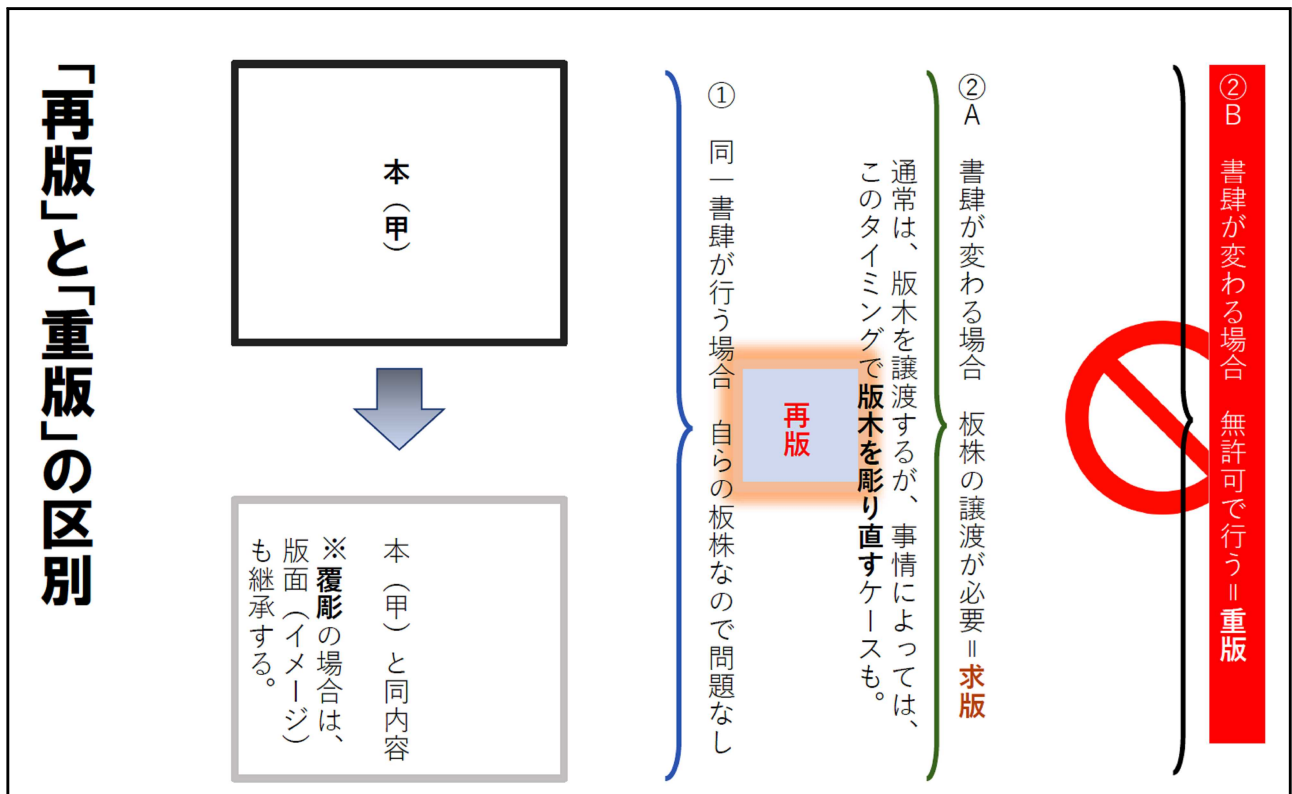 「再版」と「重版」の区別
本（甲）
本（甲）と同内容
※覆彫の場合は、
版面（イメージ）
も継承する。
① 同一書肆が行う場合 自らの板株なので問題なし
再版
②A 書肆が変わる場合 板株の譲渡が必要＝求版
通常は、版木を譲渡するが、事情によっては、
このタイミングで版木を彫り直すケースも。
②B 書肆が変わる場合 無許可で行う＝重版